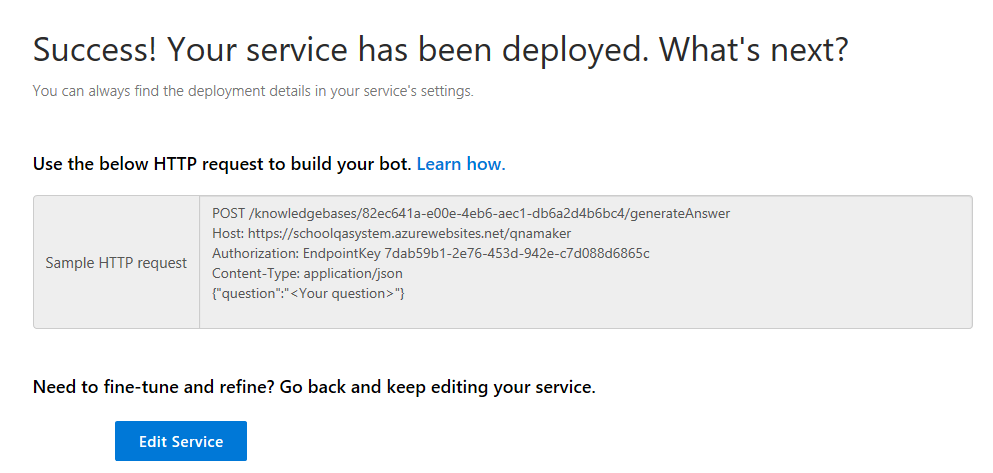 Success! Your service has been deployed. What's next?
You can always find the deployment details in your service's settings.
Use the below HTTP request to build your bot. Learn how.
Sample HTTP request
POST /knowledgebases/82ec641a-e00e-4eb6-aec1-db6a2d4b6bc4/generateAnswer
Host: https://schoolqasystem.azurewebsites.net/qnamaker
Authorization: EndpointKey 7dab59b1-2e76-453d-942e-c7d088d6865c
Content-Type: application/json
{"question":"<Your question>"}
Need to fine-tune and refine? Go back and keep editing your service.
Edit Service